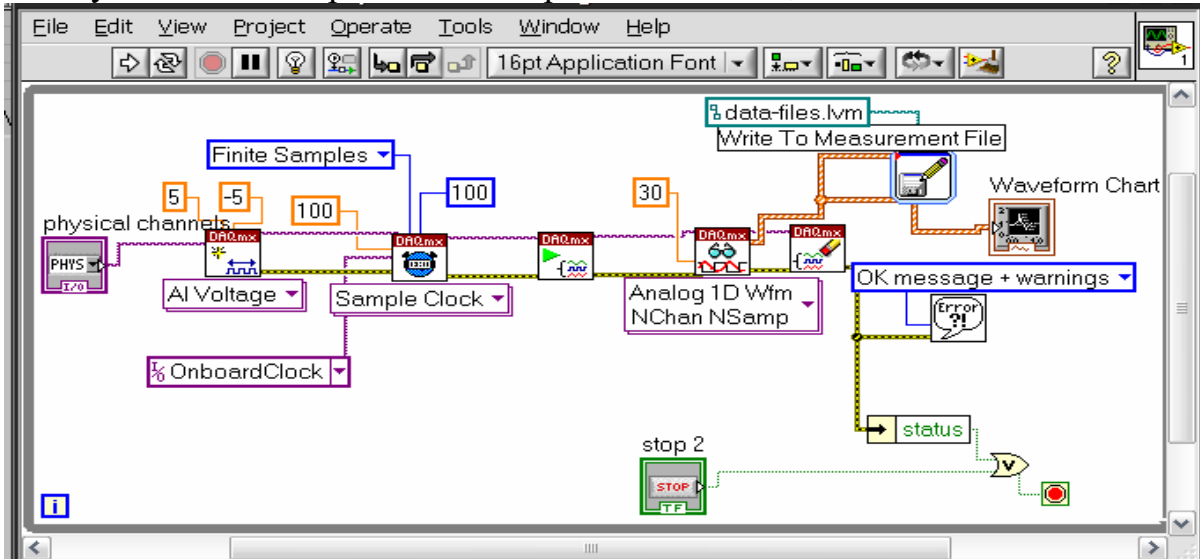 File Edit View Project Operate Tools Window Help
16pt Application Font
1
data-files.lvm
Write To Measurement File
Finite Samples
5
-5
100
100
30
Waveform Chart
physical channels
DAQmx
DAQmx
DAQmx
DAQmx
DAQmx
PHYS
I/O
AI Voltage
Sample Clock
Analog 1D Wfm
NChan NSamp
OK message + warnings
Error
?!
OnboardClock
status
stop 2
STOP
TF
V
i